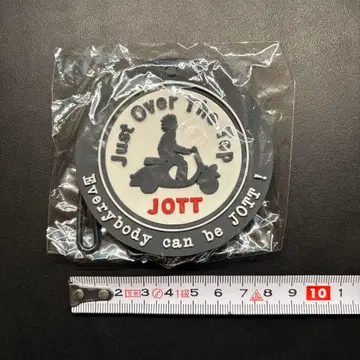 Just Over The Top
JOTT
Everybody can be JOTT!
2 3 4 5 6 7 8 9 10 1